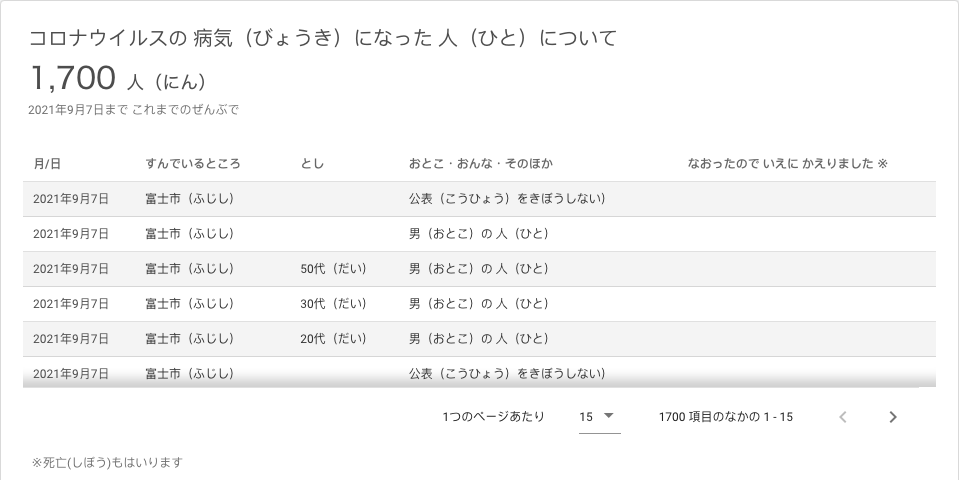 コロナウイルスの 病気（びょうき）になった 人（ひと）について
1,700 人（にん）
2021年9月7日まで これまでのぜんぶで
月/日 すんでいるところ とし おとこ・おんな・そのほか なおったので いえに かえりました ※
2021年9月7日 富士市（ふじし） 公表（こうひょう）をきぼうしない）
2021年9月7日 富士市（ふじし） 男（おとこ）の 人（ひと）
2021年9月7日 富士市（ふじし） 50代（だい） 男（おとこ）の 人（ひと）
2021年9月7日 富士市（ふじし） 30代（だい） 男（おとこ）の 人（ひと）
2021年9月7日 富士市（ふじし） 20代（だい） 男（おとこ）の 人（ひと）
2021年9月7日 富士市（ふじし） 公表（こうひょう）をきぼうしない）
1つのページあたり 15 1700 項目のなかの 1 - 15
※死亡(しぼう)もはいります